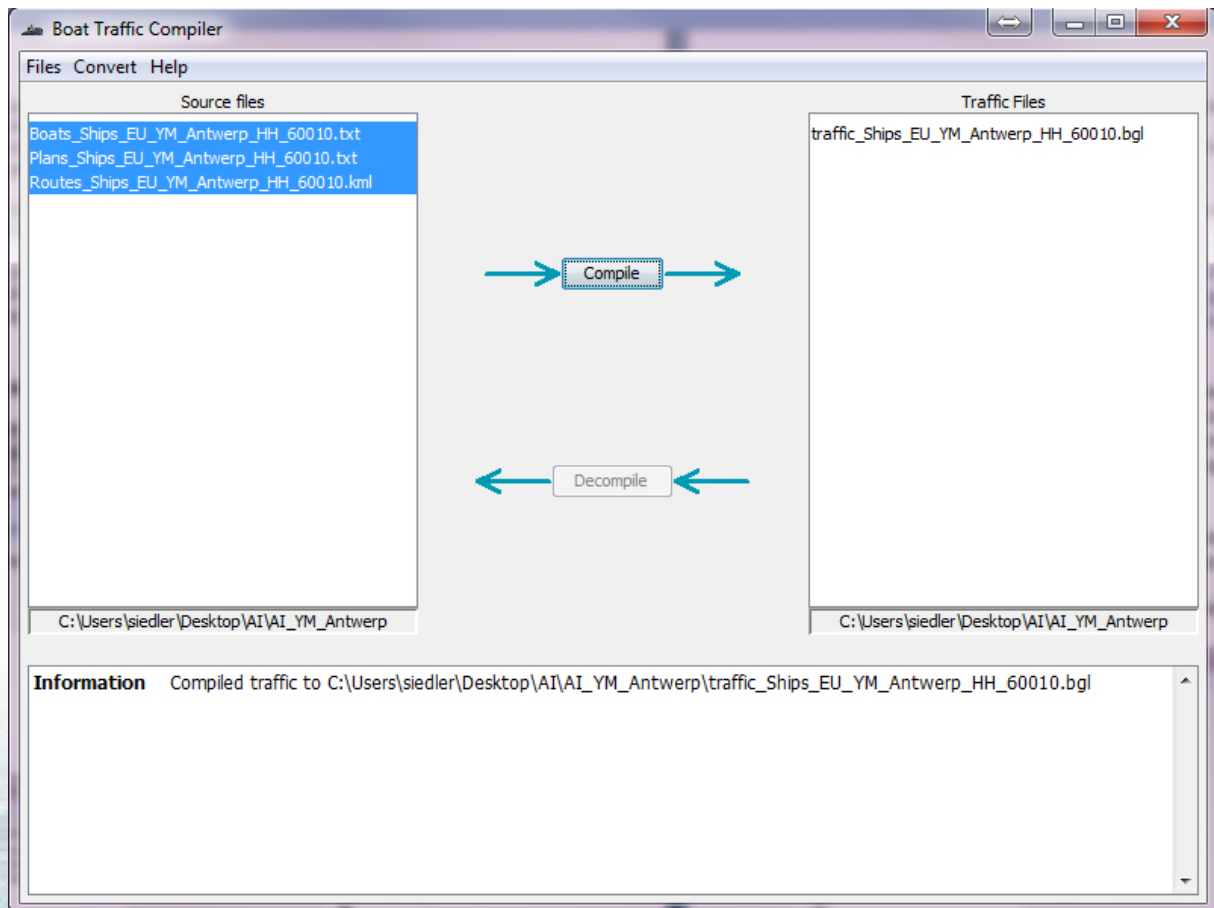 Boat Traffic Compiler
Files Convert Help
Source files
Traffic Files
Boats_Ships_EU_YM_Antwerp_HH_60010.txt
Plans_Ships_EU_YM_Antwerp_HH_60010.txt
Routes_Ships_EU_YM_Antwerp_HH_60010.kml
traffic_Ships_EU_YM_Antwerp_HH_60010.bgl
Compile
Decompile
C:\Users\siedler\Desktop\AI\AI_YM_Antwerp
C:\Users\siedler\Desktop\AI\AI_YM_Antwerp
Information Compiled traffic to C:\Users\siedler\Desktop\AI\AI_YM_Antwerp\traffic_Ships_EU_YM_Antwerp_HH_60010.bgl